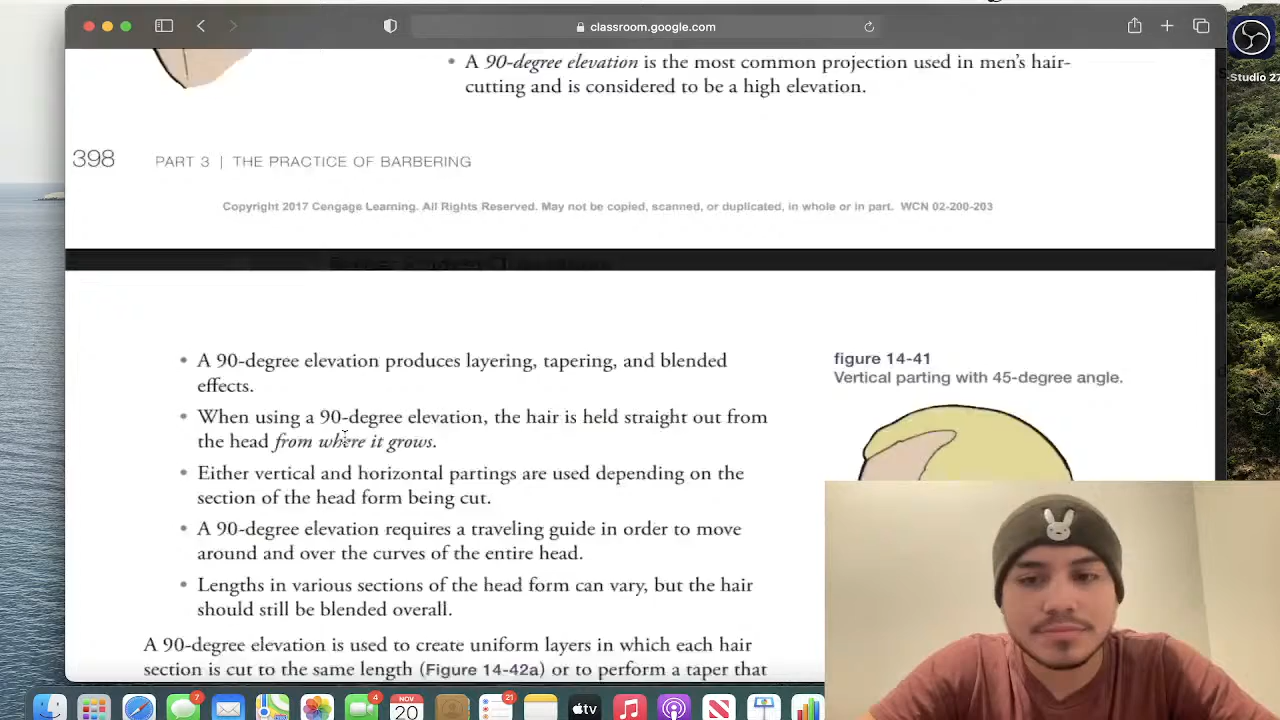 classroom.google.com
-Studio 27
• A 90-degree elevation is the most common projection used in men's hair-
cutting and is considered to be a high elevation.
398 PART 3 | THE PRACTICE OF BARBERING
Copyright 2017 Cengage Learning. All Rights Reserved. May not be copied, scanned, or duplicated, in whole or in part. WCN 02-200-203
• A 90-degree elevation produces layering, tapering, and blended
effects.
• When using a 90-degree elevation, the hair is held straight out from
the head from where it grows.
• Either vertical and horizontal partings are used depending on the
section of the head form being cut.
• A 90-degree elevation requires a traveling guide in order to move
around and over the curves of the entire head.
• Lengths in various sections of the head form can vary, but the hair
should still be blended overall.
A 90-degree elevation is used to create uniform layers in which each hair
section is cut to the same length (Figure 14-42a) or to perform a taper that
figure 14-41
Vertical parting with 45-degree angle.
7
4
NOV
20
21
tv